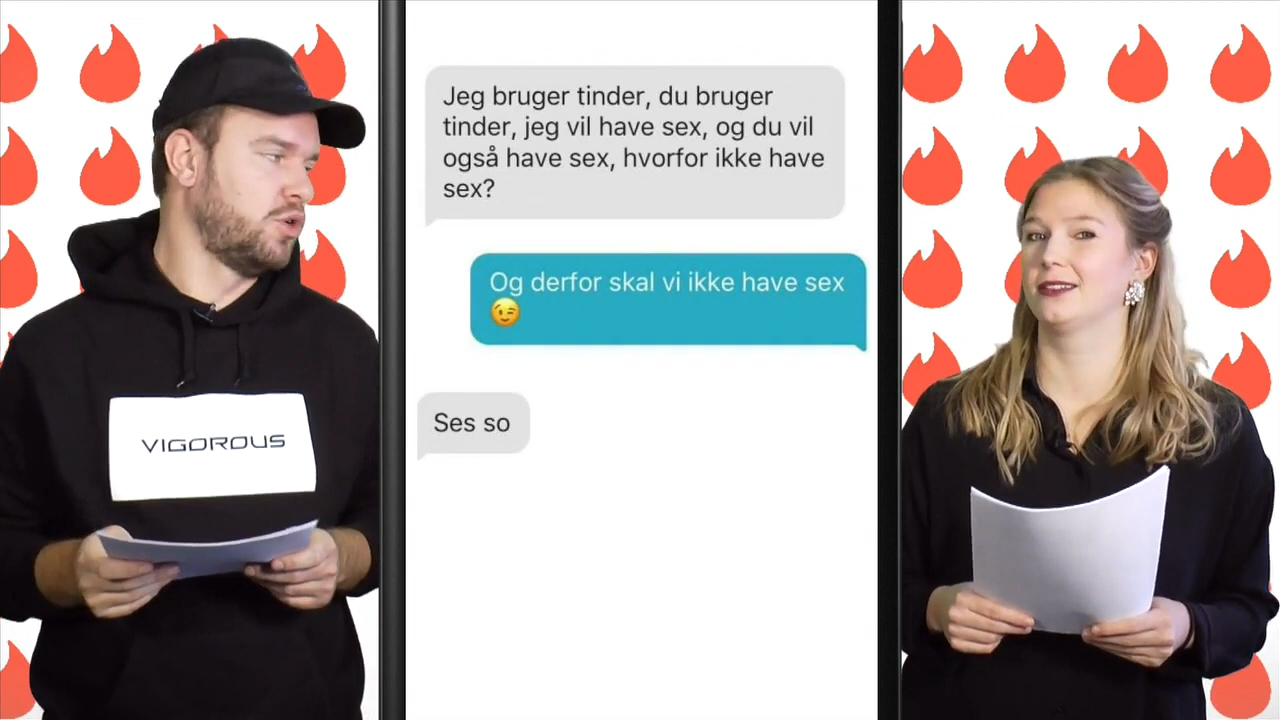 Jeg bruger tinder, du bruger
tinder, jeg vil have sex, og du vil
også have sex, hvorfor ikke have
sex?
Og derfor skal vi ikke have sex
😉
Ses so
VIGOROUS